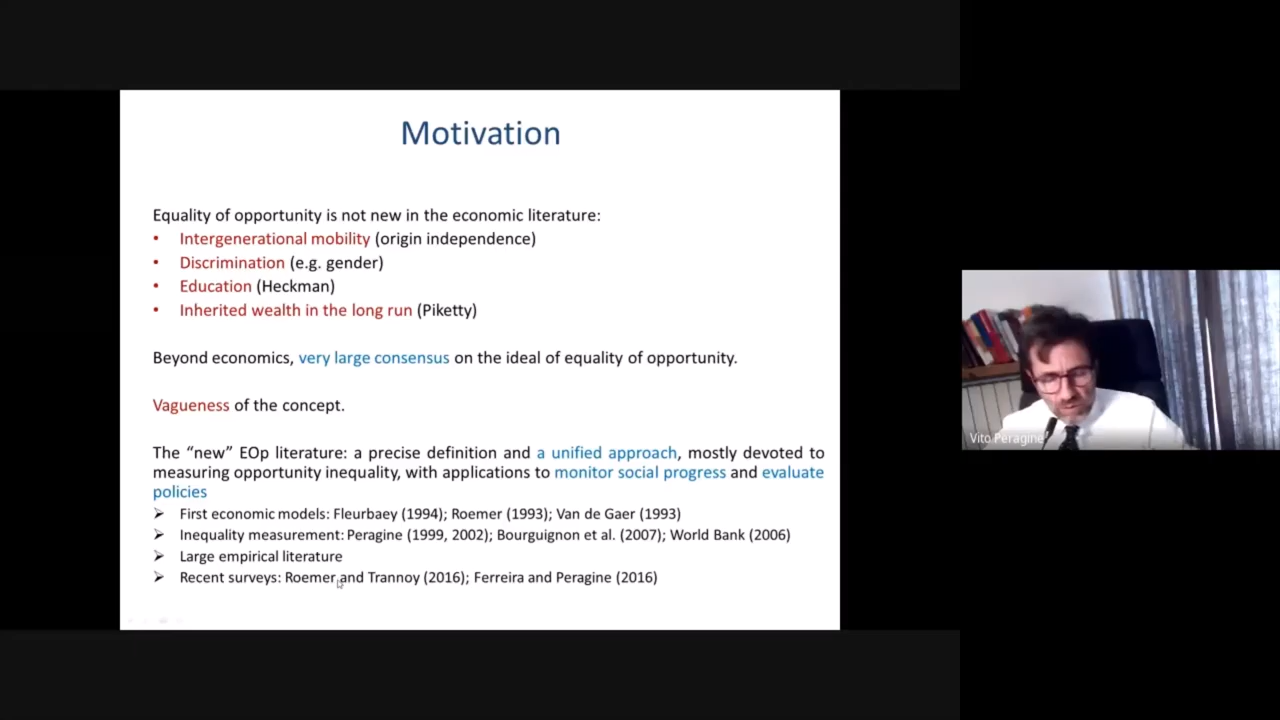 Motivation
Equality of opportunity is not new in the economic literature:
• Intergenerational mobility (origin independence)
• Discrimination (e.g. gender)
• Education (Heckman)
• Inherited wealth in the long run (Piketty)
Beyond economics, very large consensus on the ideal of equality of opportunity.
Vagueness of the concept.
The “new” EOp literature: a precise definition and a unified approach, mostly devoted to
measuring opportunity inequality, with applications to monitor social progress and evaluate
policies
➢ First economic models: Fleurbaey (1994); Roemer (1993); Van de Gaer (1993)
➢ Inequality measurement: Peragine (1999, 2002); Bourguignon et al. (2007); World Bank (2006)
➢ Large empirical literature
➢ Recent surveys: Roemer and Trannoy (2016); Ferreira and Peragine (2016)
Vito Peragine